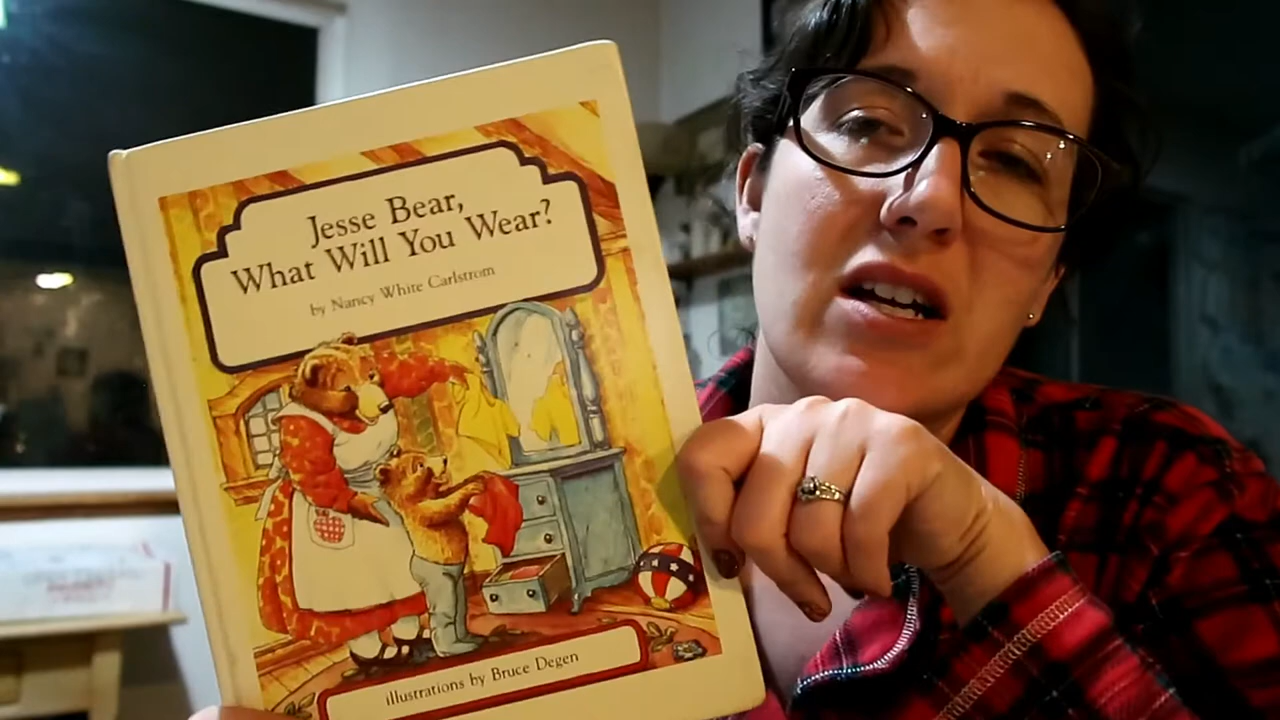 Jesse Bear,
What Will You Wear?
by Nancy White Carlstrom
illustrations by Bruce Degen